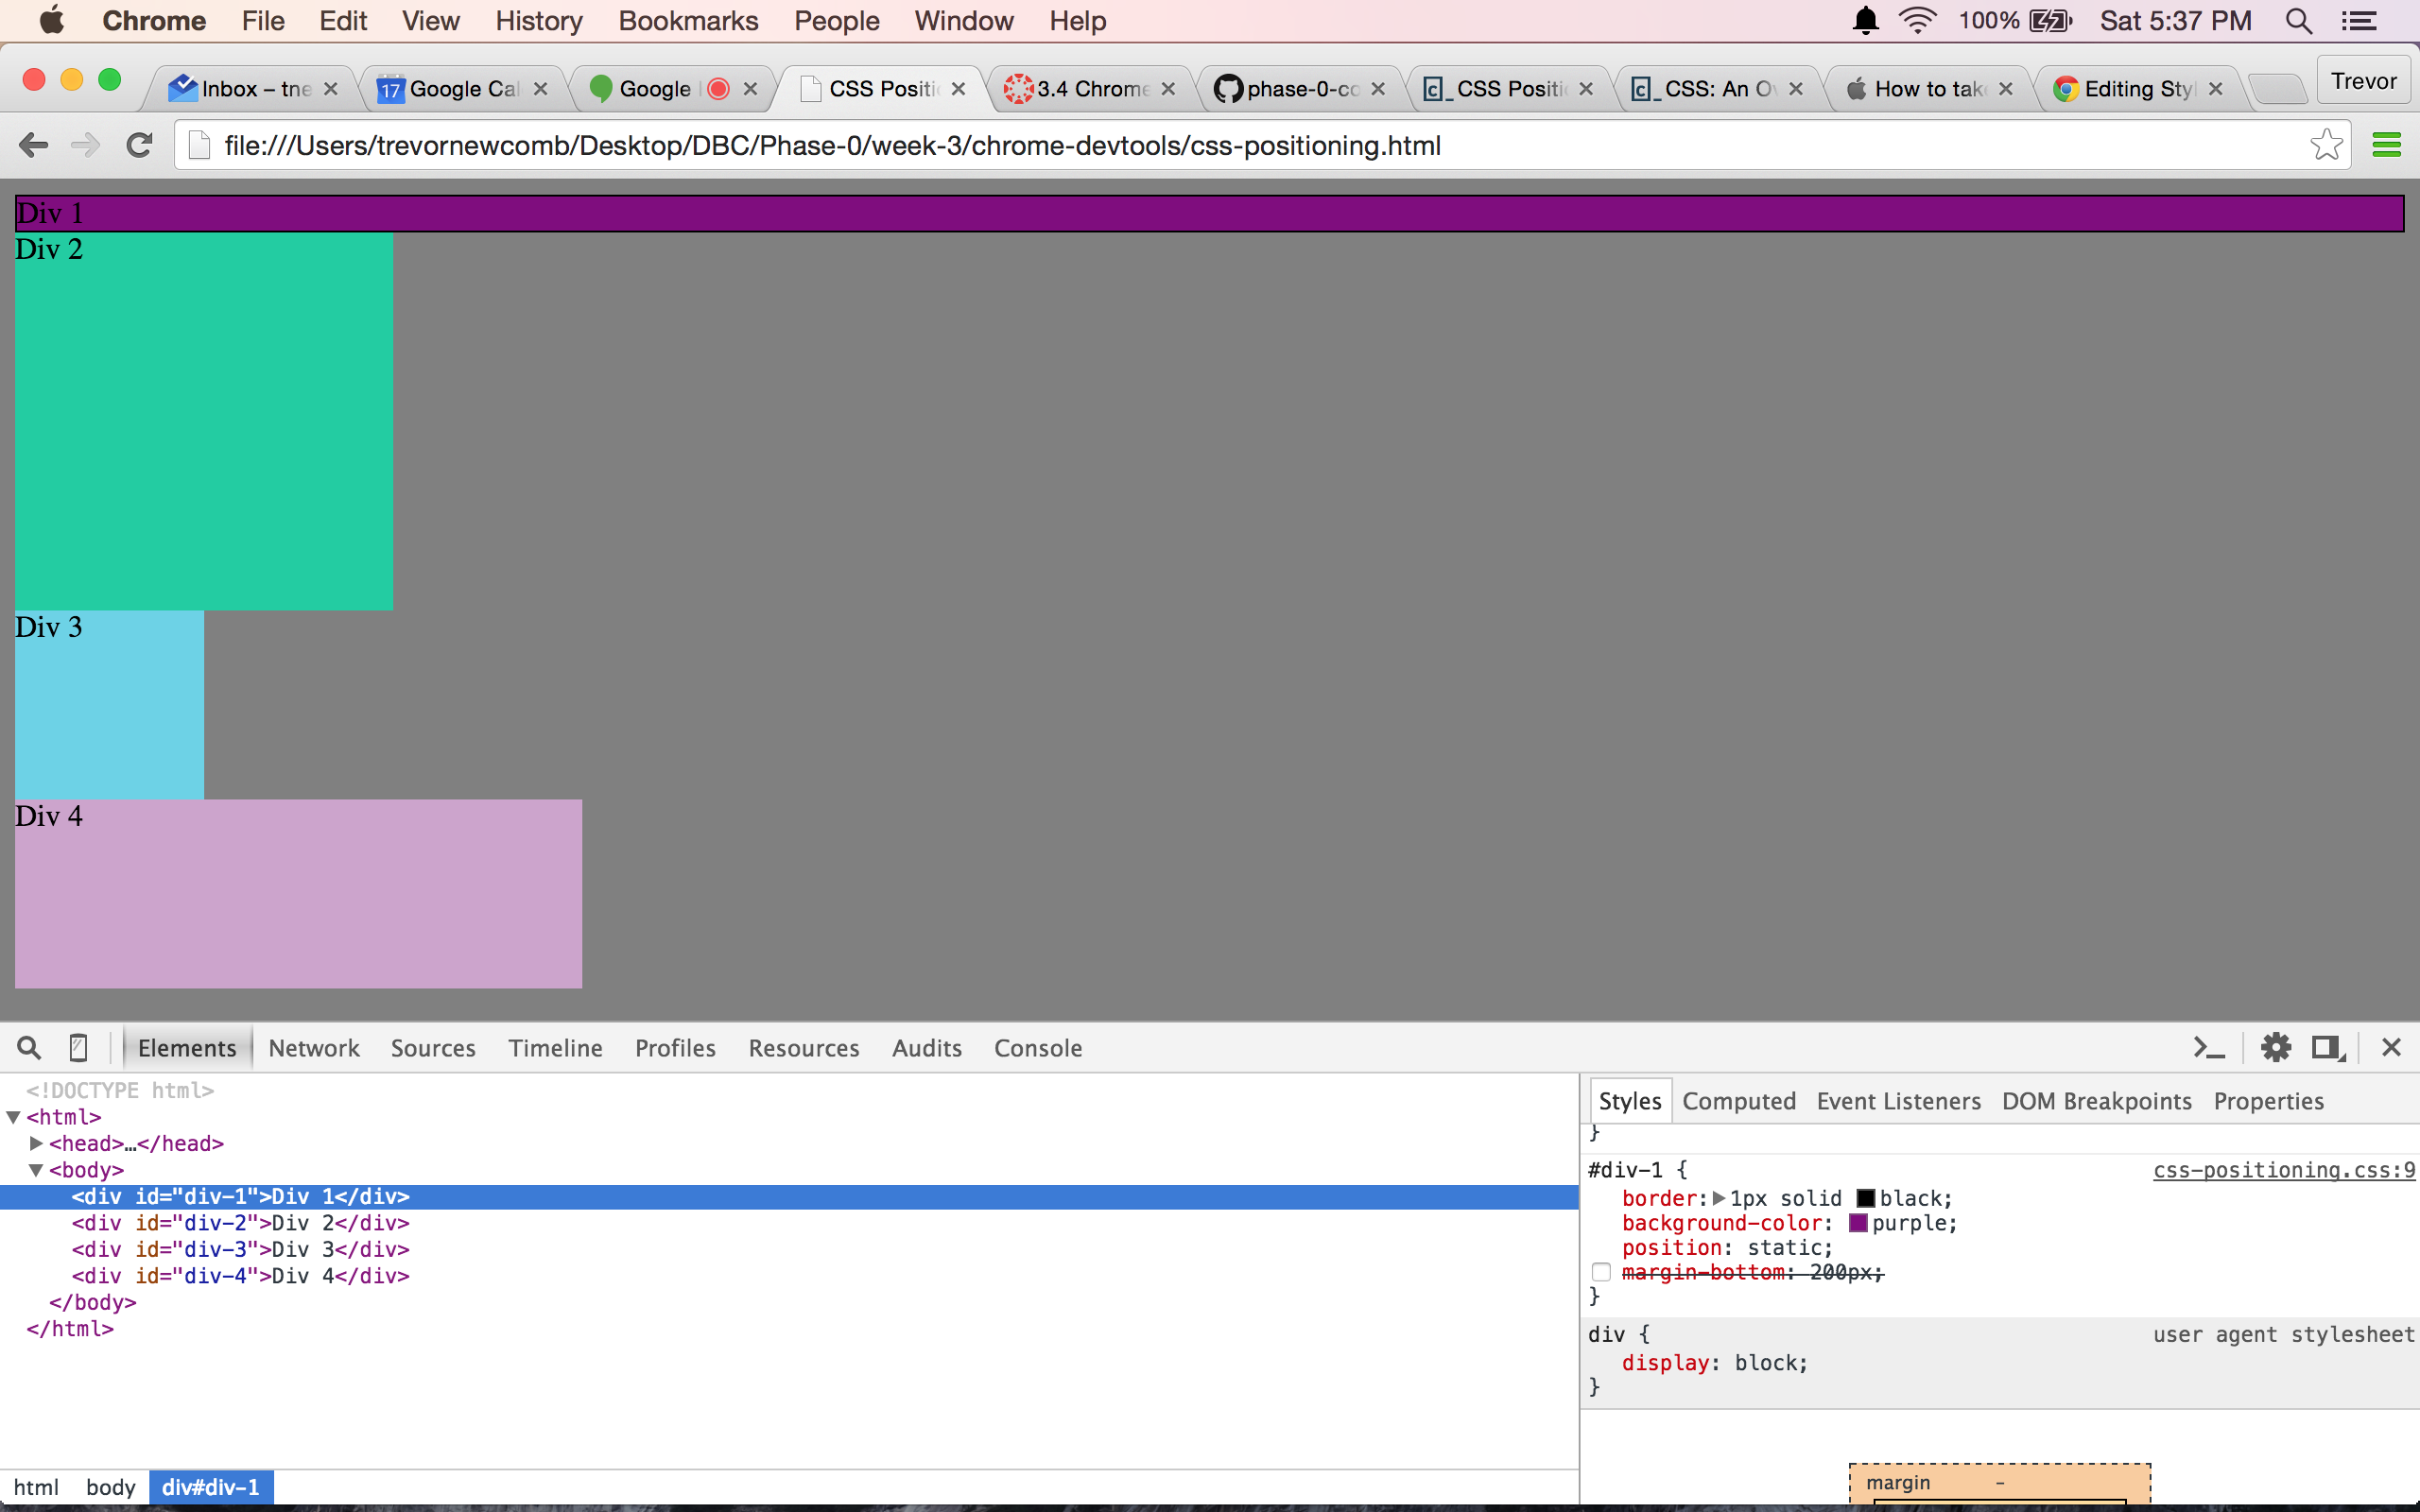 Chrome File Edit View History Bookmarks People Window Help 100% Sat 5:37 PM
Inbox – tne Google Cal Google CSS Positi 3.4 Chrome phase-0-co CSS Positi CSS: An Ov How to tak Editing Sty Trevor
17
file:///Users/trevornewcomb/Desktop/DBC/Phase-0/week-3/chrome-devtools/css-positioning.html
Div 1
Div 2
Div 3
Div 4
Elements Network Sources Timeline Profiles Resources Audits Console
<!DOCTYPE html>
<html>
<head>…</head>
<body>
<div id="div-1">Div 1</div>
<div id="div-2">Div 2</div>
<div id="div-3">Div 3</div>
<div id="div-4">Div 4</div>
</body>
</html>
html body div#div-1
Styles Computed Event Listeners DOM Breakpoints Properties
}
#div-1 { css-positioning.css:9
border: 1px solid black;
background-color: purple;
position: static;
margin-bottom: 200px;
}
div { user agent stylesheet
display: block;
}
margin -